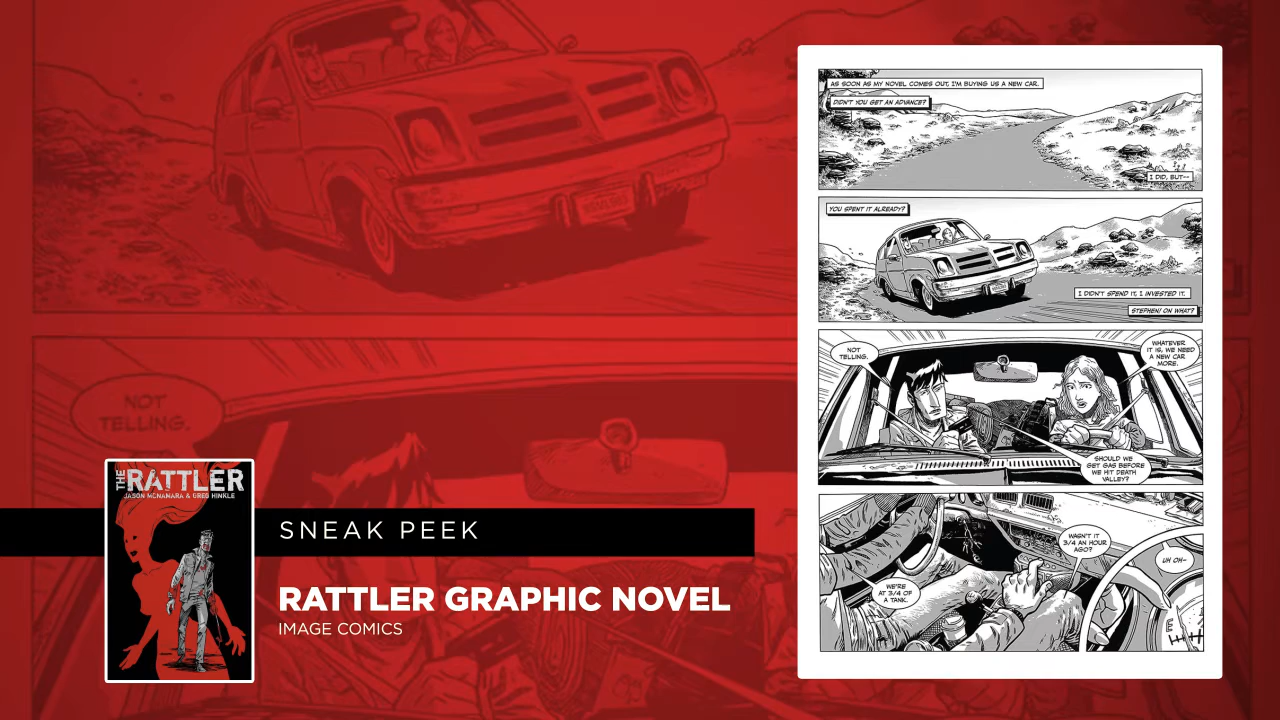 NOT
TELLING.
THE RATTLER
JASON MCNAMARA & GREG HINKLE
SNEAK PEEK
RATTLER GRAPHIC NOVEL
IMAGE COMICS
AS SOON AS MY NOVEL COMES OUT, I'M BUYING US A NEW CAR.
DIDN'T YOU GET AN ADVANCE?
I DID, BUT--
YOU SPENT IT ALREADY?
I DIDN'T SPEND IT, I INVESTED IT.
STEPHEN! ON WHAT?
NOT
TELLING.
WHATEVER
IT IS, WE NEED
A NEW CAR
MORE.
SHOULD WE
GET GAS BEFORE
WE HIT DEATH
VALLEY?
WE'RE
AT 3/4 OF
A TANK.
WASN'T IT
3/4 AN HOUR
AGO?
UH OH--
E